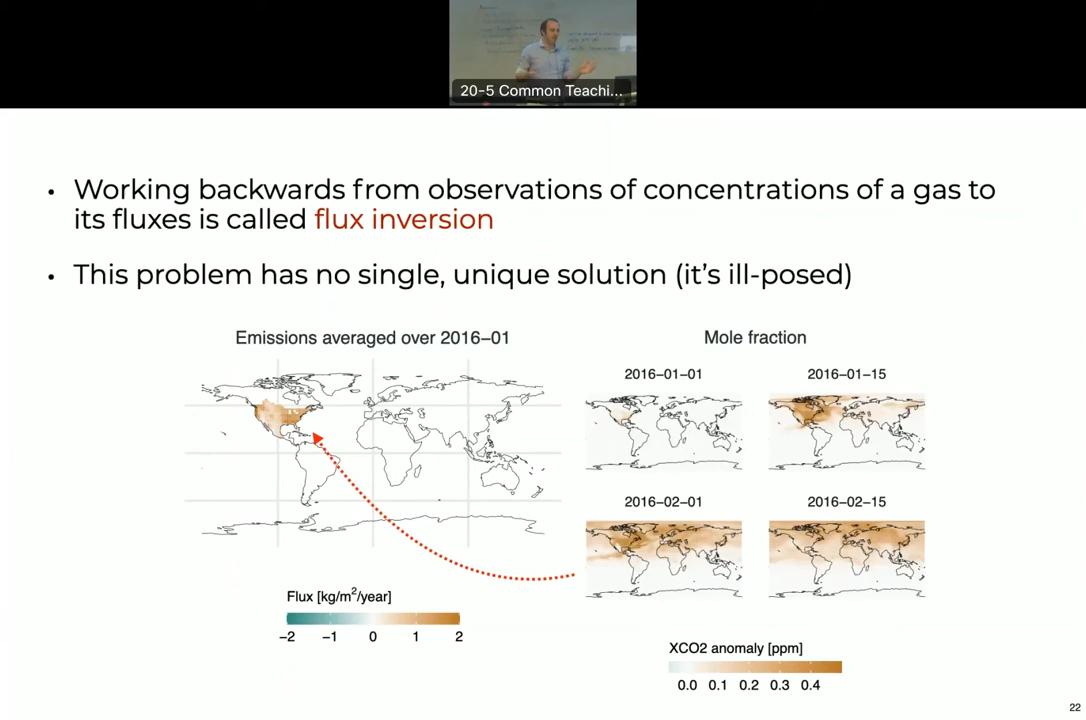 20-5 Common Teachi...
• Working backwards from observations of concentrations of a gas to
its fluxes is called flux inversion
• This problem has no single, unique solution (it's ill-posed)
Emissions averaged over 2016–01
Mole fraction
2016–01–01
2016–01–15
2016–02–01
2016–02–15
Flux [kg/m²/year]
−2 −1 0 1 2
XCO2 anomaly [ppm]
0.0 0.1 0.2 0.3 0.4
22